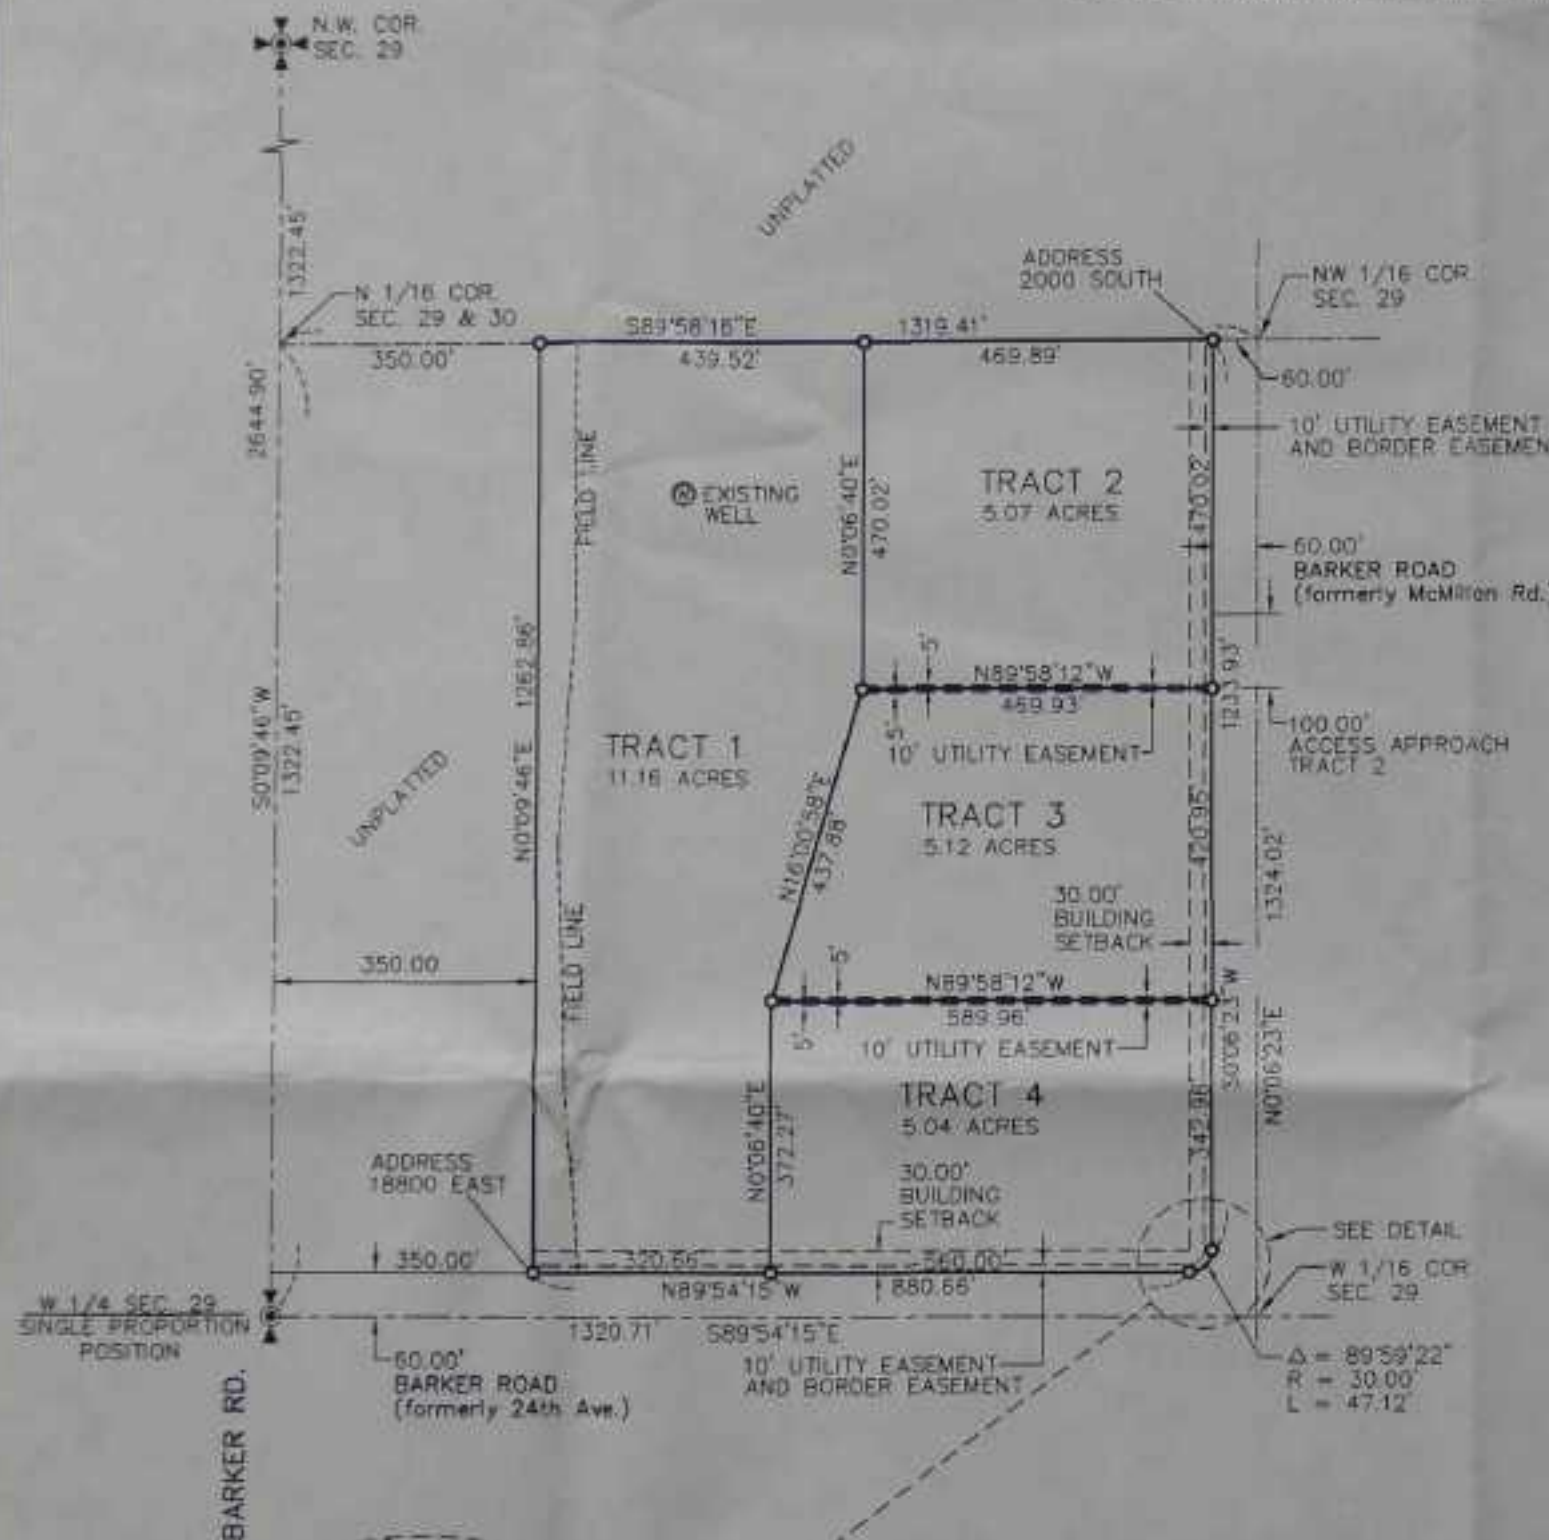 N.W. COR.
SEC. 29
UNPLATTED
1322.45'
ADDRESS
2000 SOUTH
NW 1/16 COR.
SEC. 29
N 1/16 COR.
SEC. 29 & 30
S89°58'16"E
1319.41'
350.00'
439.52'
469.89'
60.00'
2644.90'
10' UTILITY EASEMENT
AND BORDER EASEMEN
FIELD LINE
EXISTING
WELL
N0°06'40"E
470.02'
TRACT 2
5.07 ACRES
470.02'
60.00'
BARKER ROAD
(formerly McMillan Rd.)
N0°09'46"E 1262.86'
5'
N89°58'12"W
469.93'
5'
1233.93'
S0°09'46"W
1322.45'
TRACT 1
11.16 ACRES
10' UTILITY EASEMENT
100.00'
ACCESS APPROACH
TRACT 2
UNPLATTED
N16°00'58"E
437.88'
TRACT 3
5.12 ACRES
420.95'
1324.02'
30.00'
BUILDING
SETBACK
FIELD LINE
350.00
5'
N89°58'12"W
589.96'
5'
10' UTILITY EASEMENT
S0°06'23"W
N0°06'23"E
TRACT 4
5.04 ACRES
N0°06'40"E
372.27'
342.96'
ADDRESS
18800 EAST
30.00'
BUILDING
SETBACK
SEE DETAIL
350.00'
320.66'
560.00'
N89°54'15"W
880.66'
W 1/16 COR
SEC. 29
W 1/4 SEC. 29
SINGLE PROPORTION
POSITION
1320.71'
S89°54'15"E
60.00'
BARKER ROAD
(formerly 24th Ave.)
10' UTILITY EASEMENT
AND BORDER EASEMENT
Δ = 89°59'22"
R = 30.00'
L = 47.12'
BARKER RD.